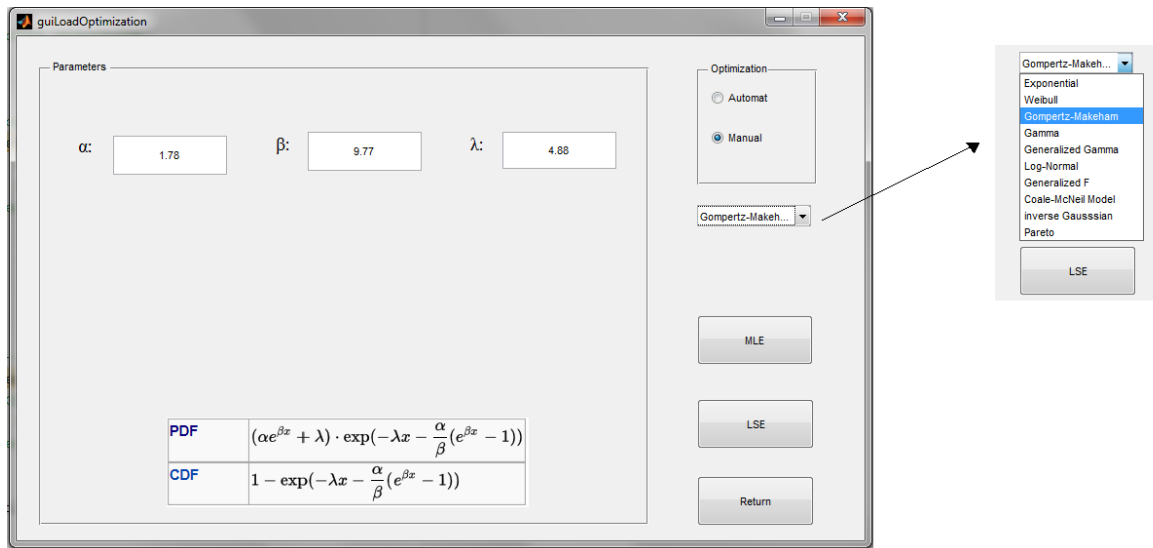 guiLoadOptimization
Parameters
α: 1.78 β: 9.77 λ: 4.88
Optimization
Automat
Manual
Gompertz-Makeh...
MLE
LSE
Return
PDF (αe^{βx} + λ) · exp(−λx − \frac{α}{β}(e^{βx} − 1))
CDF 1 − exp(−λx − \frac{α}{β}(e^{βx} − 1))
Gompertz-Makeh...
Exponential
Weibull
Gompertz-Makeham
Gamma
Generalized Gamma
Log-Normal
Generalized F
Coale-McNeil Model
inverse Gausssian
Pareto
LSE